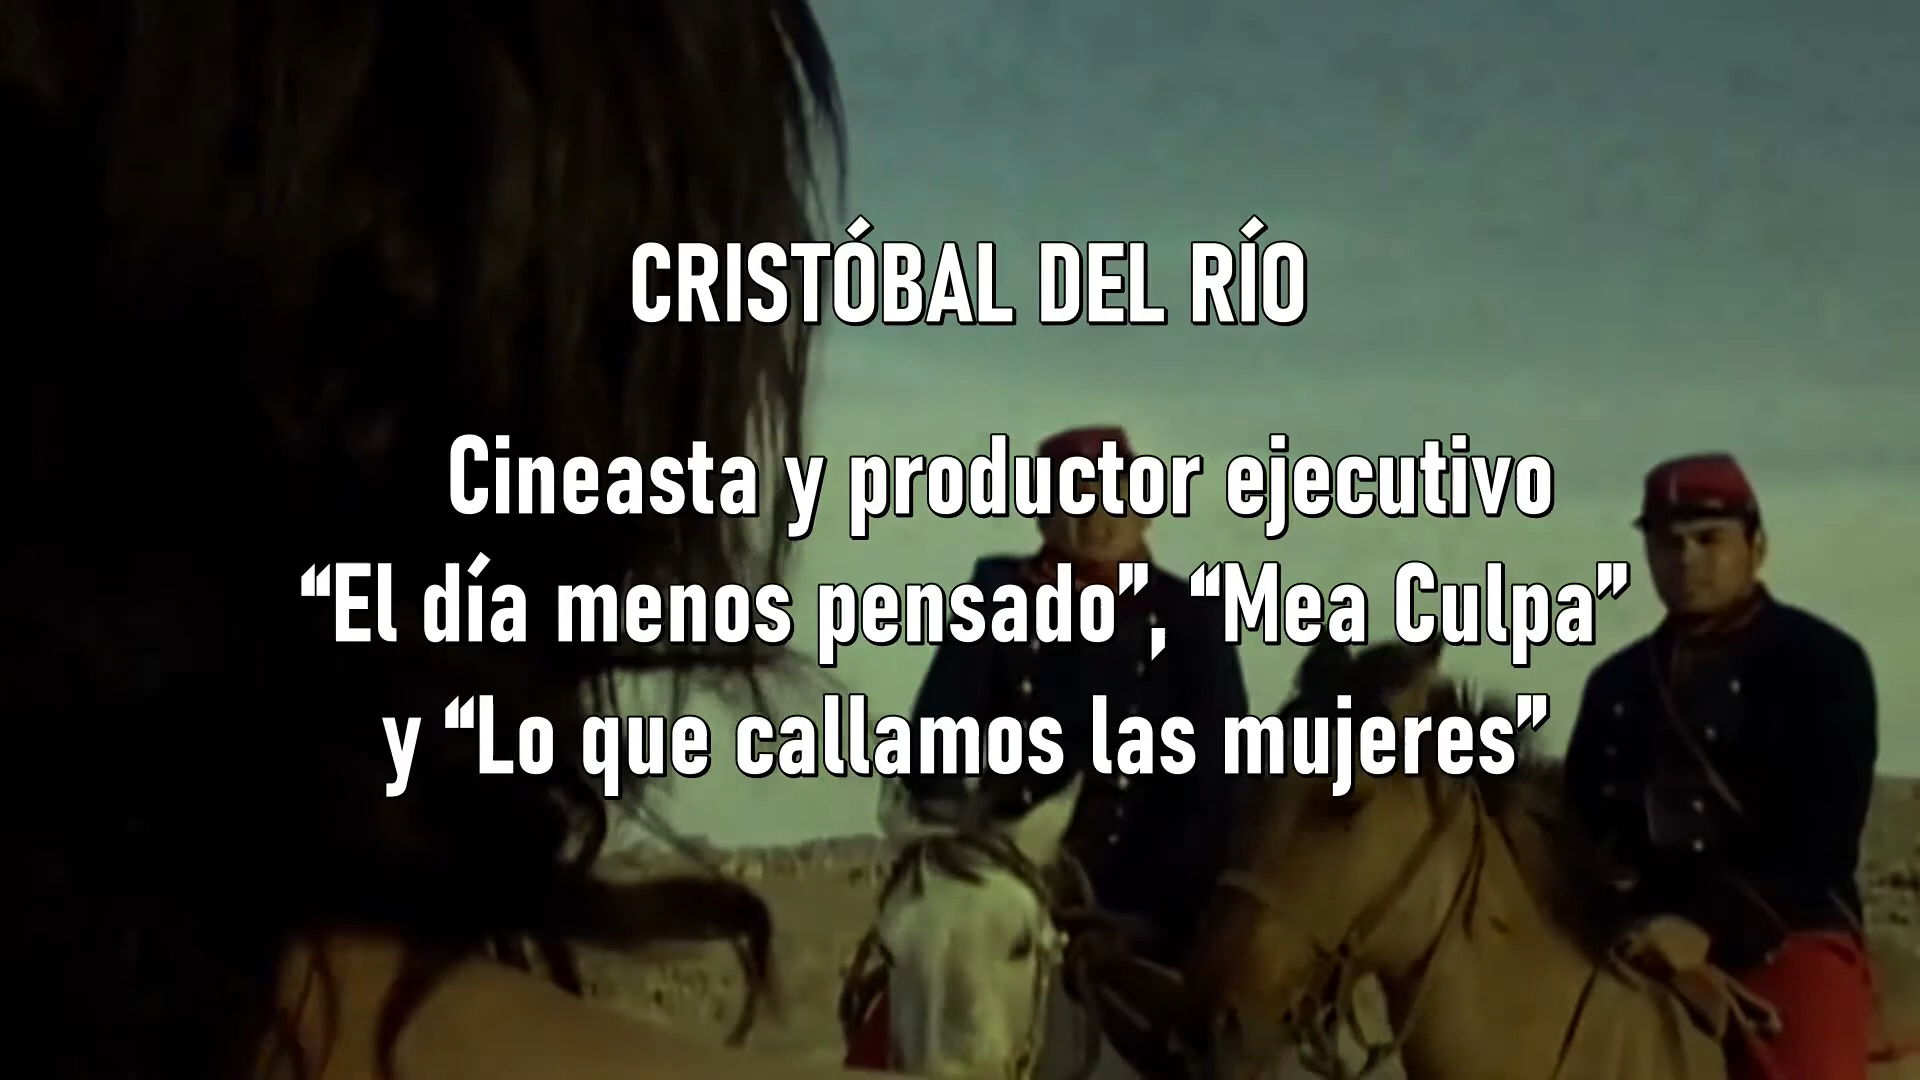 CRISTÓBAL DEL RÍO
Cineasta y productor ejecutivo
“El día menos pensado”, “Mea Culpa”
y “Lo que callamos las mujeres”